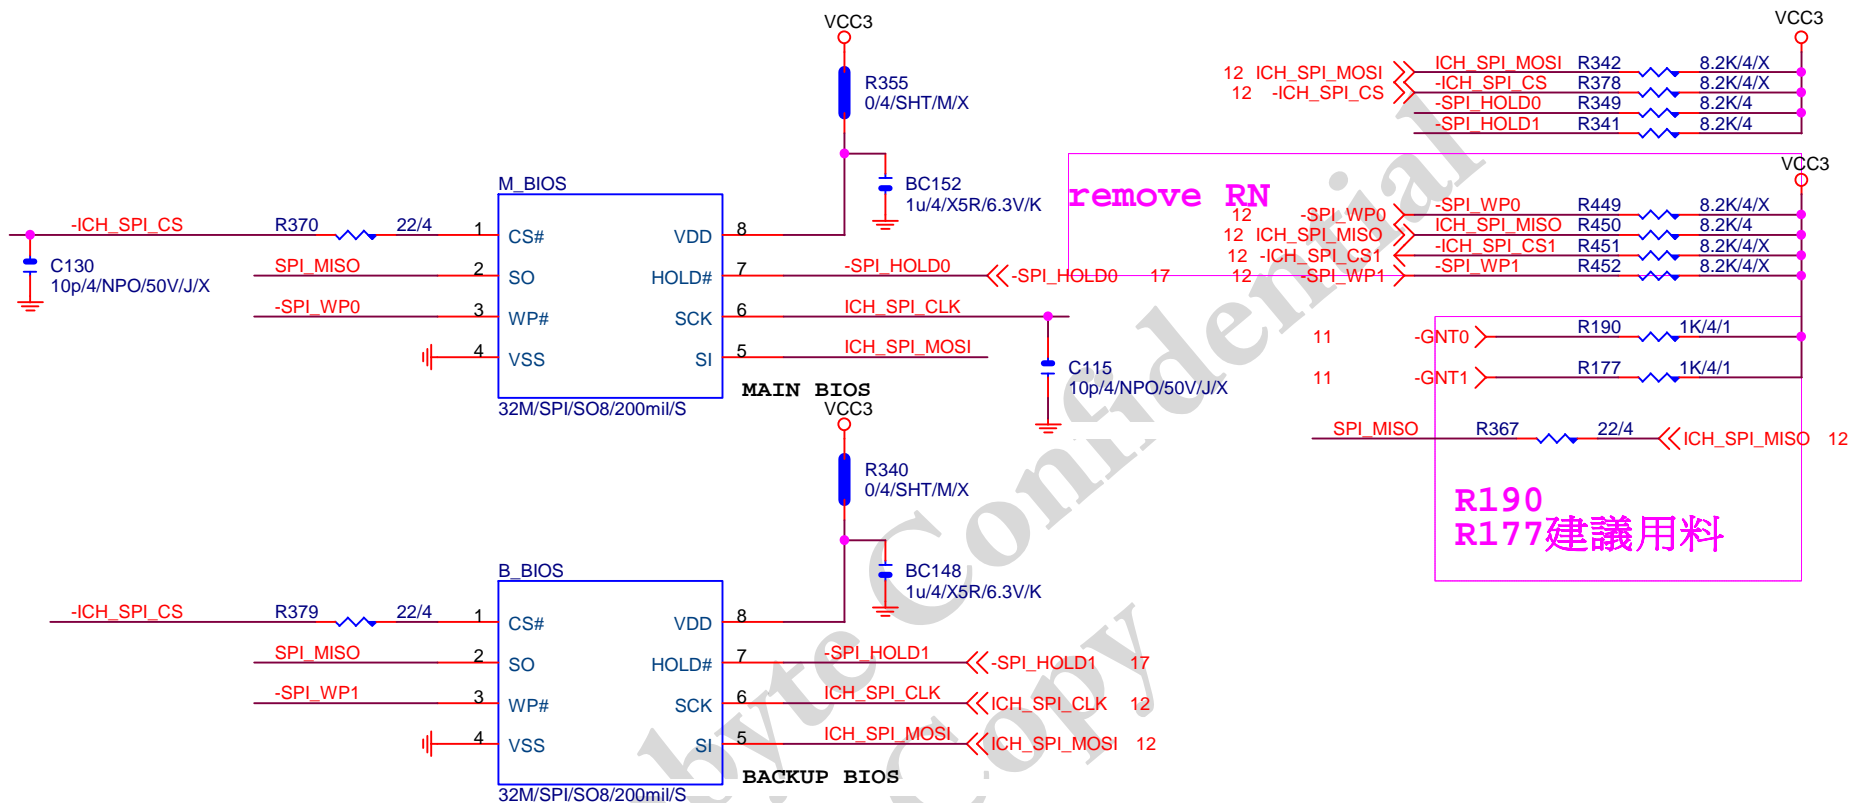 VCC3
R355
0/4/SHT/M/X
BC152
1u/4/X5R/6.3V/K
M_BIOS
-ICH_SPI_CS R370 22/4 1 CS# VDD 8
C130
10p/4/NPO/50V/J/X
SPI_MISO 2 SO HOLD# 7 -SPI_HOLD0 -SPI_HOLD0 17
-SPI_WP0 3 WP# SCK 6 ICH_SPI_CLK
4 VSS SI 5 ICH_SPI_MOSI
C115
10p/4/NPO/50V/J/X
MAIN BIOS
32M/SPI/SO8/200mil/S
VCC3
R340
0/4/SHT/M/X
BC148
1u/4/X5R/6.3V/K
B_BIOS
-ICH_SPI_CS R379 22/4 1 CS# VDD 8
SPI_MISO 2 SO HOLD# 7 -SPI_HOLD1 -SPI_HOLD1 17
-SPI_WP1 3 WP# SCK 6 ICH_SPI_CLK ICH_SPI_CLK 12
4 VSS SI 5 ICH_SPI_MOSI ICH_SPI_MOSI 12
BACKUP BIOS
32M/SPI/SO8/200mil/S
VCC3
12 ICH_SPI_MOSI ICH_SPI_MOSI R342 8.2K/4/X
12 -ICH_SPI_CS -ICH_SPI_CS R378 8.2K/4/X
-SPI_HOLD0 R349 8.2K/4
-SPI_HOLD1 R341 8.2K/4
VCC3
remove RN
12 -SPI_WP0 -SPI_WP0 R449 8.2K/4/X
12 ICH_SPI_MISO ICH_SPI_MISO R450 8.2K/4
12 -ICH_SPI_CS1 -ICH_SPI_CS1 R451 8.2K/4/X
12 -SPI_WP1 -SPI_WP1 R452 8.2K/4/X
11 -GNT0 R190 1K/4/1
11 -GNT1 R177 1K/4/1
SPI_MISO R367 22/4 ICH_SPI_MISO 12
R190
R177建議用料
byte Confidential
Copy